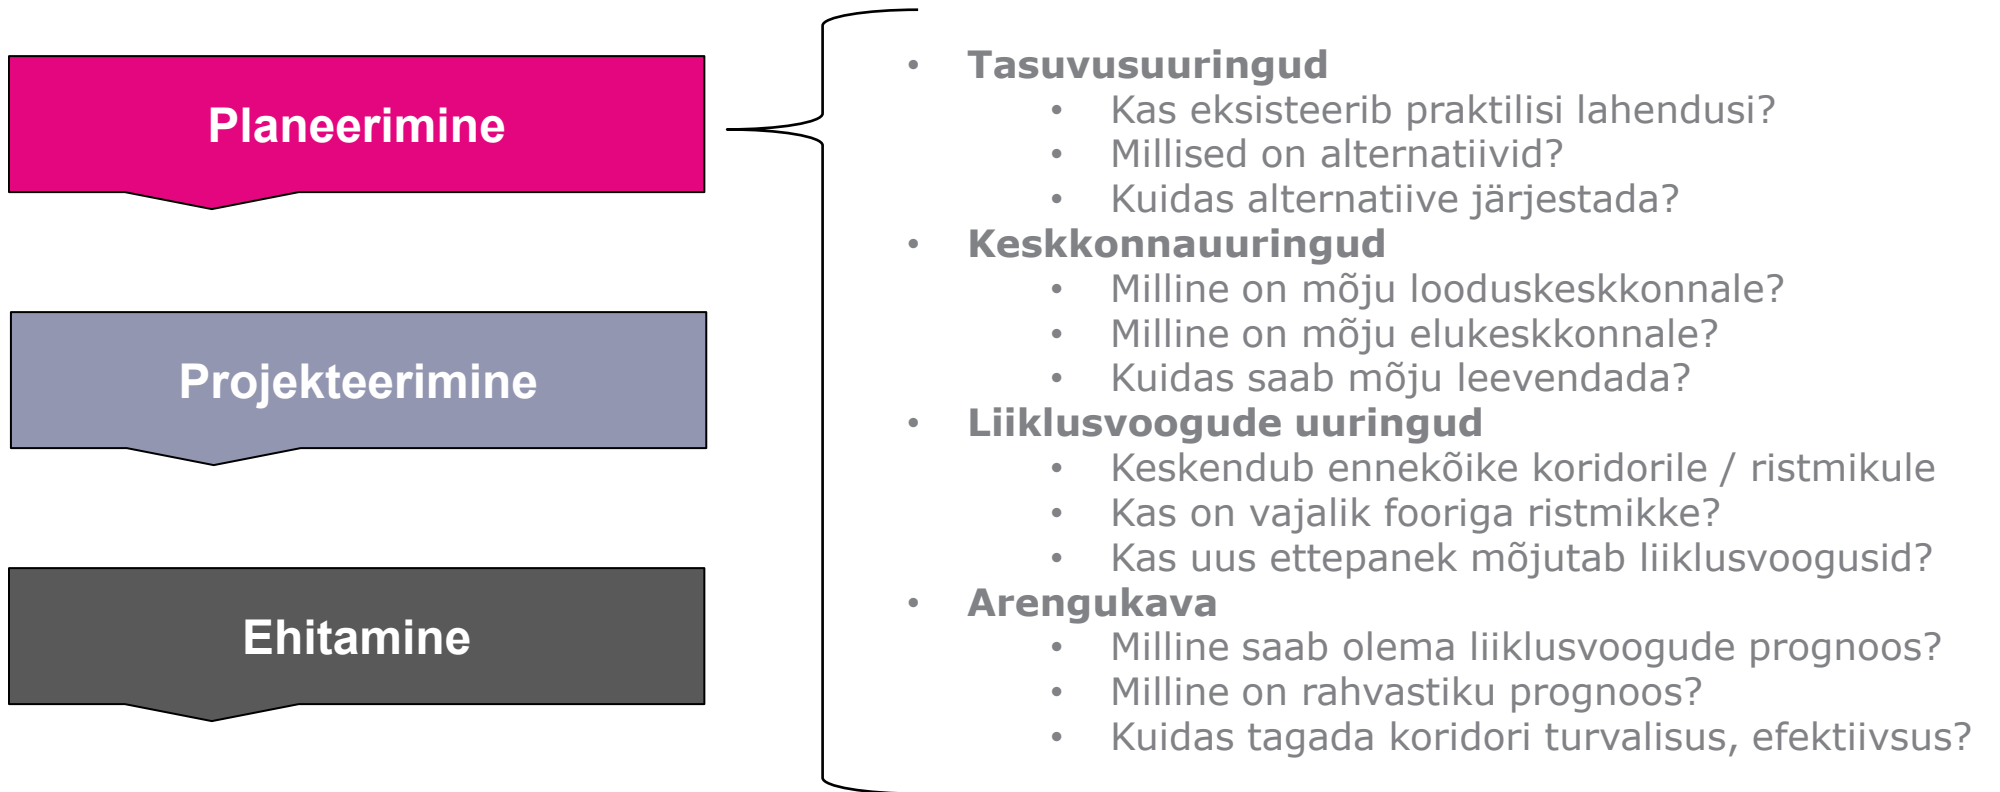 Planeerimine
Projekteerimine
Ehitamine
• Tasuvusuuringud
• Kas eksisteerib praktilisi lahendusi?
• Millised on alternatiivid?
• Kuidas alternatiive järjestada?
• Keskkonnauuringud
• Milline on mõju looduskeskkonnale?
• Milline on mõju elukeskkonnale?
• Kuidas saab mõju leevendada?
• Liiklusvoogude uuringud
• Keskendub ennekõike koridorile / ristmikule
• Kas on vajalik fooriga ristmikke?
• Kas uus ettepanek mõjutab liiklusvoogusid?
• Arengukava
• Milline saab olema liiklusvoogude prognoos?
• Milline on rahvastiku prognoos?
• Kuidas tagada koridori turvalisus, efektiivsus?